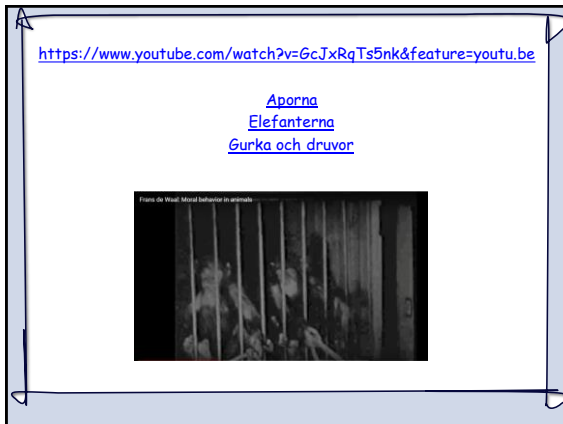 https://www.youtube.com/watch?v=GcJxRqTs5nk&feature=youtu.be
Aporna
Elefanterna
Gurka och druvor
Frans de Waal: Moral behavior in animals